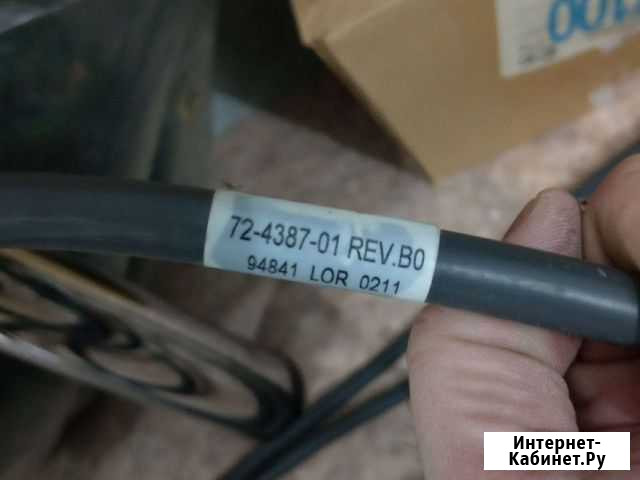 72-4387-01 REV.B0
94841 LOR 0211
Интернет-
Кабинет.Ру